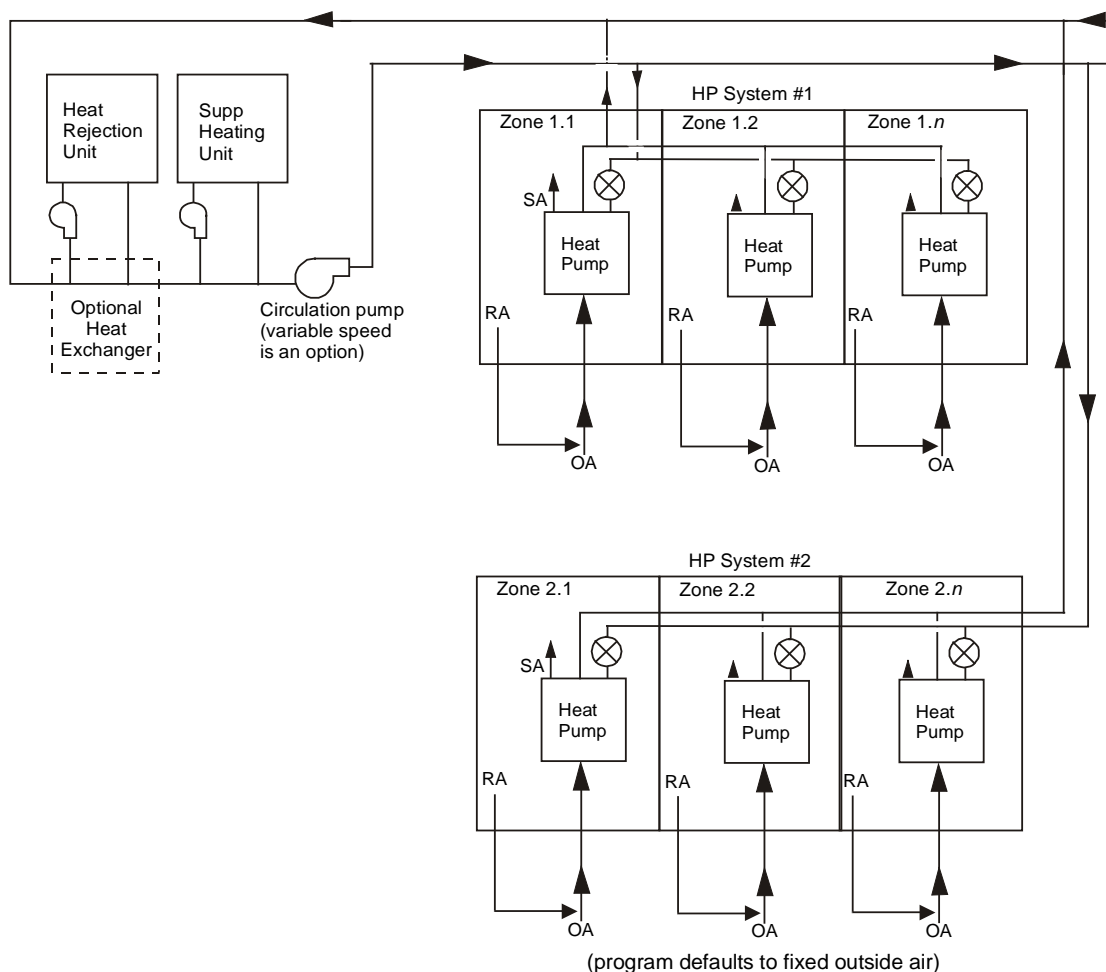 Heat
Rejection
Unit
Supp
Heating
Unit
Optional
Heat
Exchanger
Circulation pump
(variable speed
is an option)
HP System #1
Zone 1.1
Zone 1.2
Zone 1.n
SA
Heat
Pump
Heat
Pump
Heat
Pump
RA
RA
RA
OA
OA
OA
HP System #2
Zone 2.1
Zone 2.2
Zone 2.n
SA
Heat
Pump
Heat
Pump
Heat
Pump
RA
RA
RA
OA
OA
OA
(program defaults to fixed outside air)